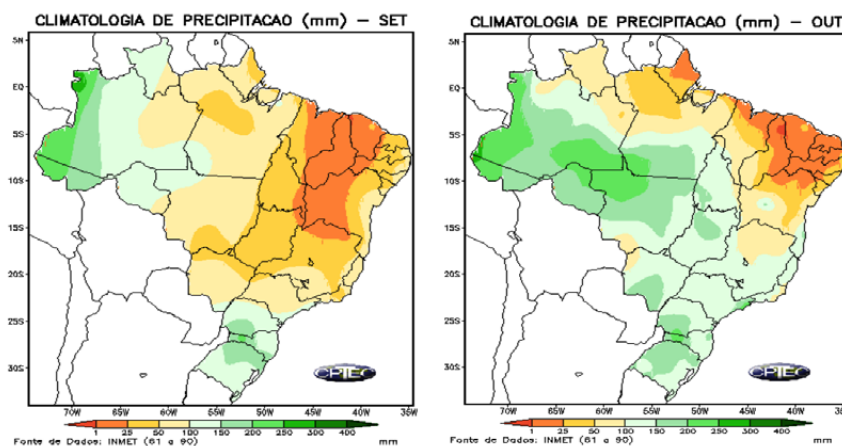 CLIMATOLOGIA DE PRECIPITACAO (mm) – SET
5N
EQ
5S
10S
15S
20S
25S
30S
CPTEC
70W 65W 60W 55W 50W 45W 40W 35W
1 25 50 100 150 200 300 400
Fonte de Dados: INMET (61 a 90) mm
CLIMATOLOGIA DE PRECIPITACAO (mm) – OUT
5N
EQ
5S
10S
15S
20S
25S
30S
CPTEC
70W 65W 60W 55W 50W 45W 40W 35W
1 25 50 100 150 200 300 400
Fonte de Dados: INMET (61 a 90) mm